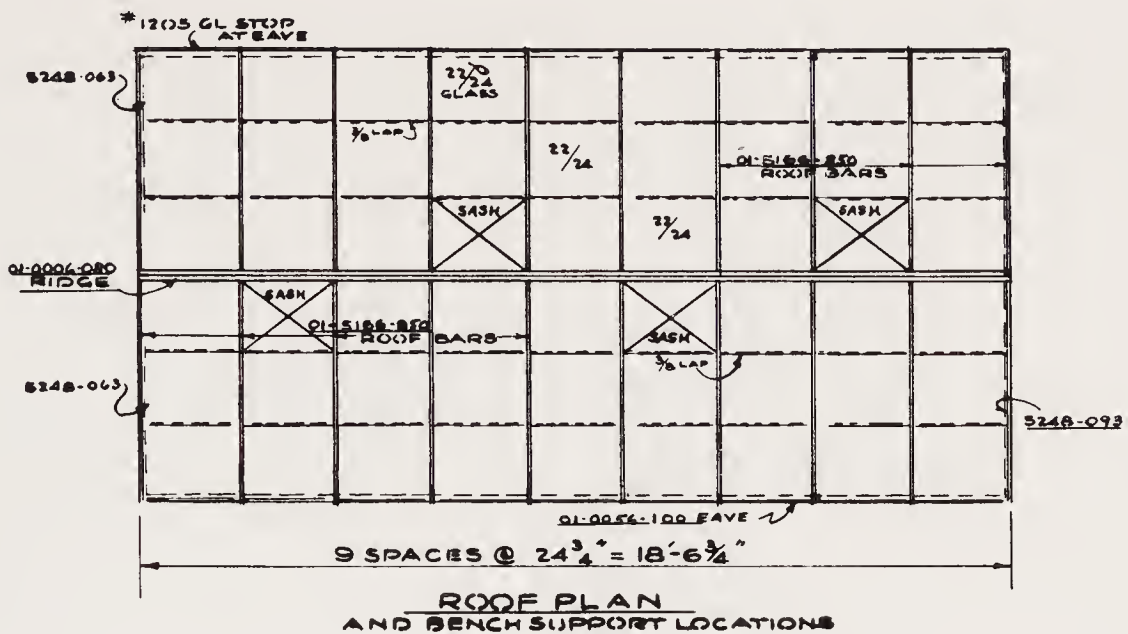 #1205 GL STOP
AT EAVE
5248-063
22/24
GLASS
3/8 LAP
22/24
01-5166-850
ROOF BARS
SASH
22/24
SASH
01-0006-080
RIDGE
SASH
01-5166-850
ROOF BARS
SASH
3/8 LAP
5248-063
5248-093
01-0056-100 EAVE
9 SPACES @ 24 3/4" = 18'-6 3/4"
ROOF PLAN
AND BENCH SUPPORT LOCATIONS